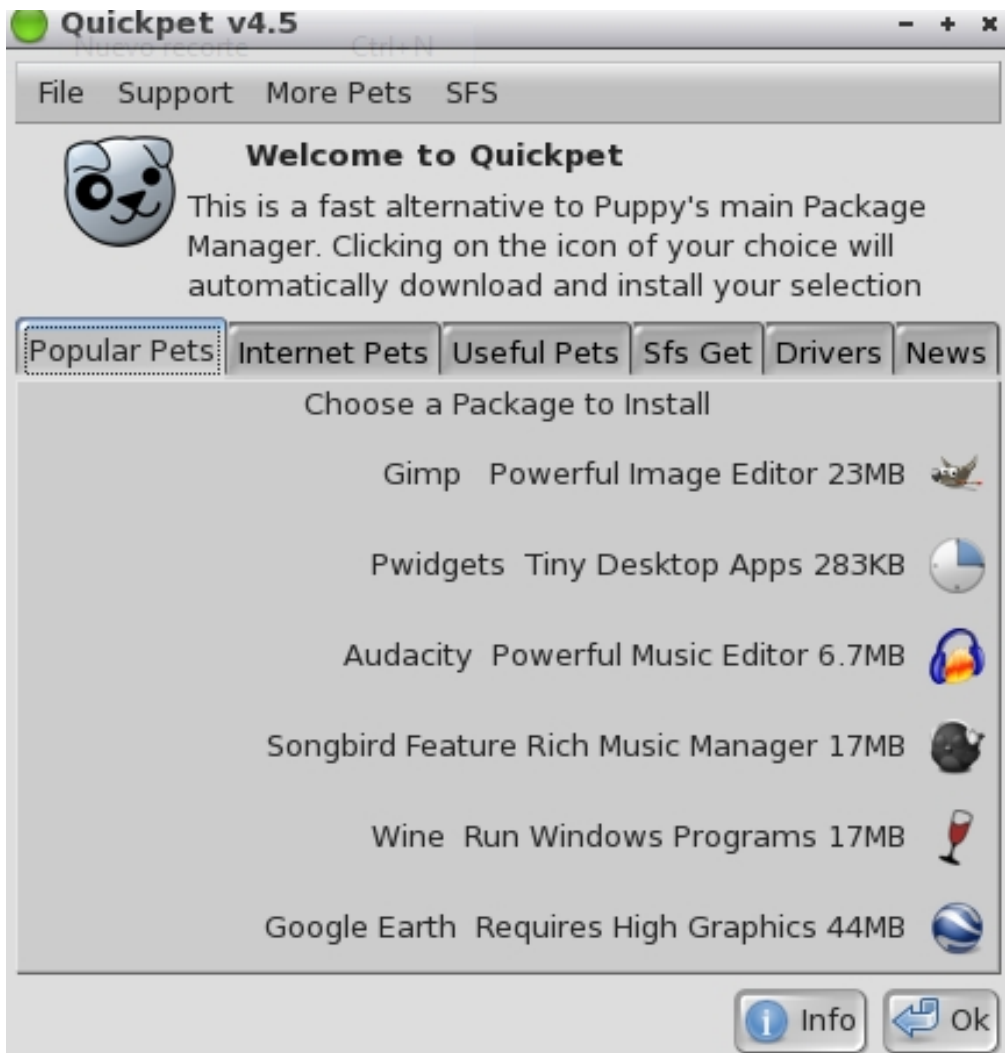 Quickpet v4.5
Nuevo recorte Ctrl+N
File Support More Pets SFS
Welcome to Quickpet
This is a fast alternative to Puppy's main Package
Manager. Clicking on the icon of your choice will
automatically download and install your selection
Popular Pets Internet Pets Useful Pets Sfs Get Drivers News
Choose a Package to Install
Gimp Powerful Image Editor 23MB
Pwidgets Tiny Desktop Apps 283KB
Audacity Powerful Music Editor 6.7MB
Songbird Feature Rich Music Manager 17MB
Wine Run Windows Programs 17MB
Google Earth Requires High Graphics 44MB
Info Ok